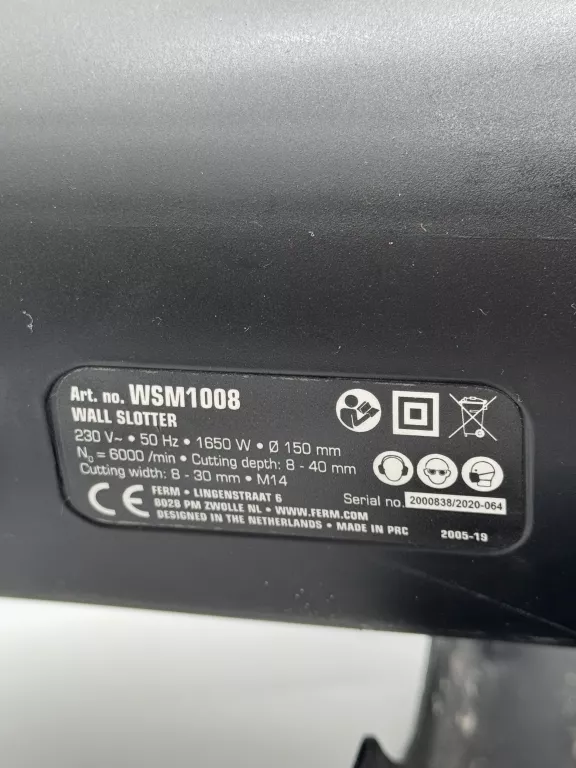 Art. no. WSM1008
WALL SLOTTER
230 V~ • 50 Hz • 1650 W • Ø 150 mm
N0 = 6000 /min • Cutting depth: 8 - 40 mm
Cutting width: 8 - 30 mm • M14
CE FERM • LINGENSTRAAT 6
8028 PM ZWOLLE NL • WWW.FERM.COM
DESIGNED IN THE NETHERLANDS • MADE IN PRC
Serial no. 2000838/2020-064
2005-19